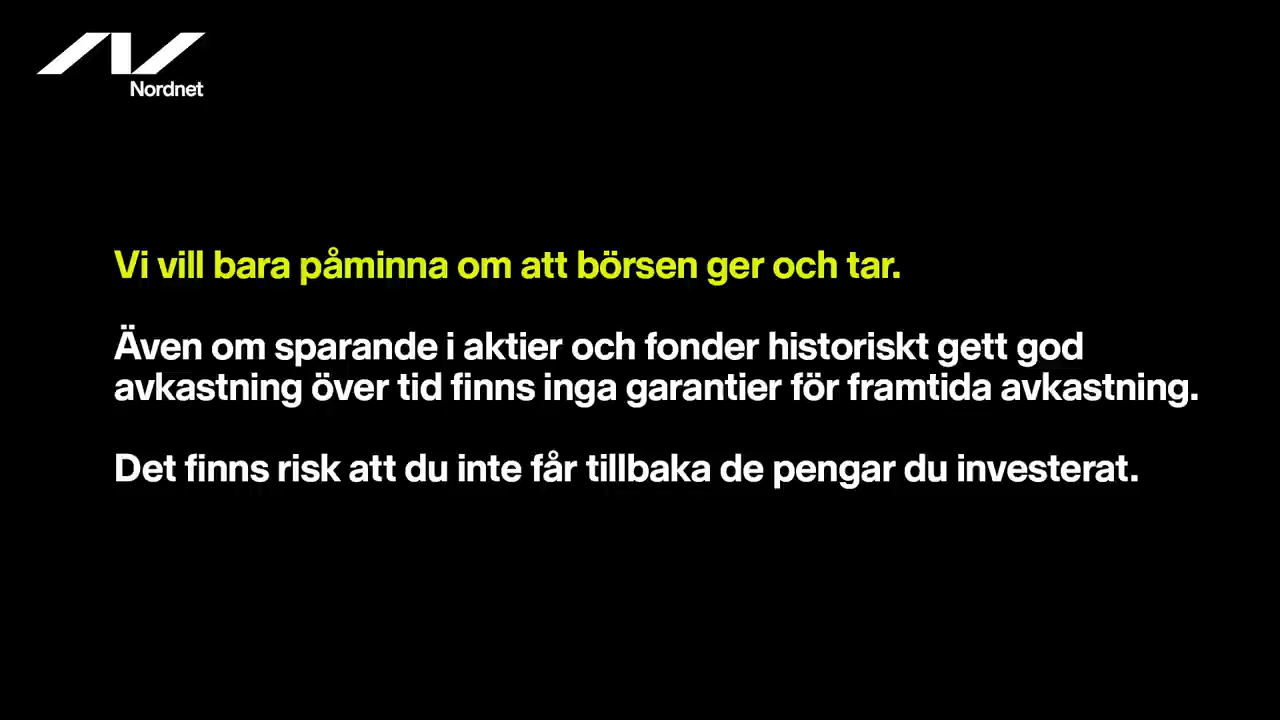 Nordnet
Vi vill bara påminna om att börsen ger och tar.
Även om sparande i aktier och fonder historiskt gett god
avkastning över tid finns inga garantier för framtida avkastning.
Det finns risk att du inte får tillbaka de pengar du investerat.